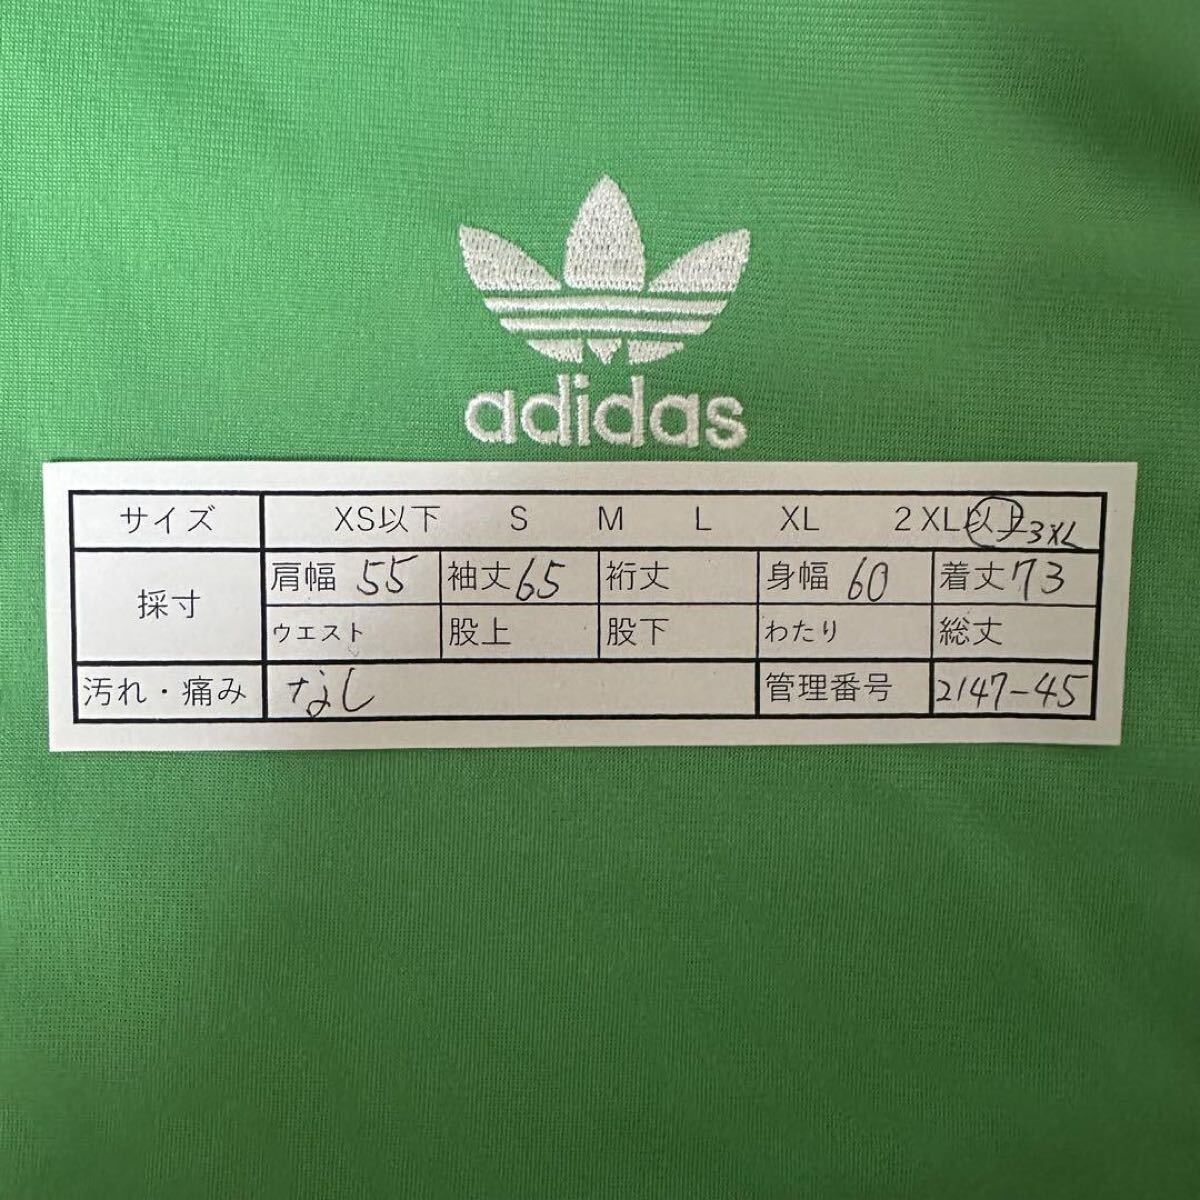 adidas
サイズ XS以下 S M L XL 2XL以上 3XL
採寸 肩幅 55 袖丈 65 裄丈 身幅 60 着丈 73
ウエスト 股上 股下 わたり 総丈
汚れ・痛み なし 管理番号 2147-45